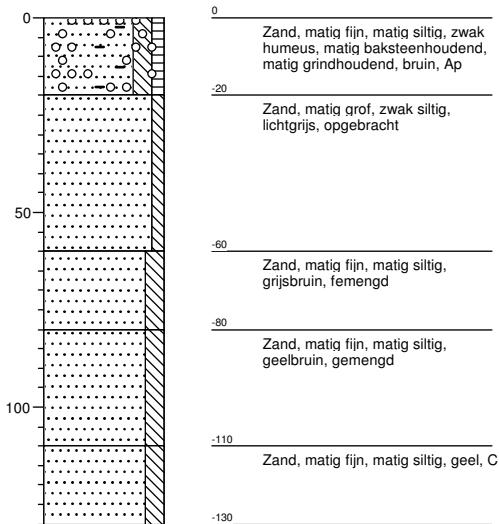 0
0
Zand, matig fijn, matig siltig, zwak
humeus, matig baksteenhoudend,
matig grindhoudend, bruin, Ap
-20
Zand, matig grof, zwak siltig,
lichtgrijs, opgebracht
50
-60
Zand, matig fijn, matig siltig,
grijsbruin, femengd
-80
Zand, matig fijn, matig siltig,
geelbruin, gemengd
100
-110
Zand, matig fijn, matig siltig, geel, C
-130